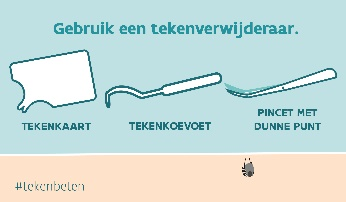 Gebruik een tekenverwijderaar.
TEKENKAART
TEKENKOEVOET
PINCET MET
DUNNE PUNT
#tekenbeten